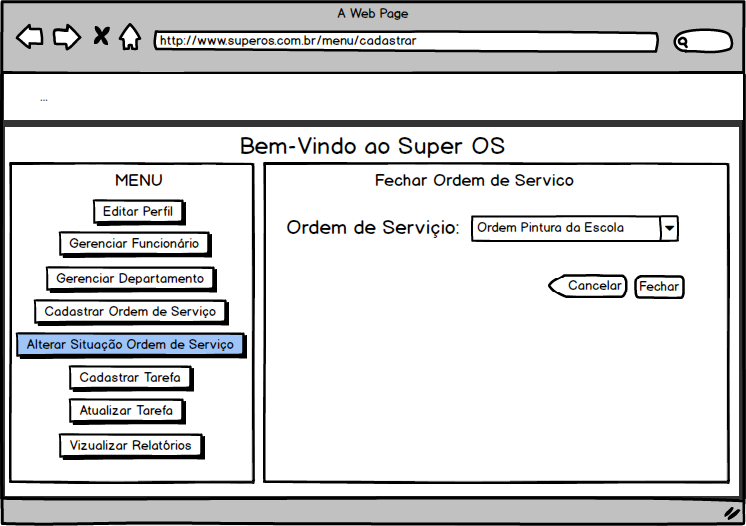 A Web Page
http://www.superos.com.br/menu/cadastrar
...
Bem-Vindo ao Super OS
MENU
Editar Perfil
Gerenciar Funcionário
Gerenciar Departamento
Cadastrar Ordem de Serviço
Alterar Situação Ordem de Serviço
Cadastrar Tarefa
Atualizar Tarefa
Vizualizar Relatórios
Fechar Ordem de Servico
Ordem de Serviçio: Ordem Pintura da Escola
Cancelar Fechar